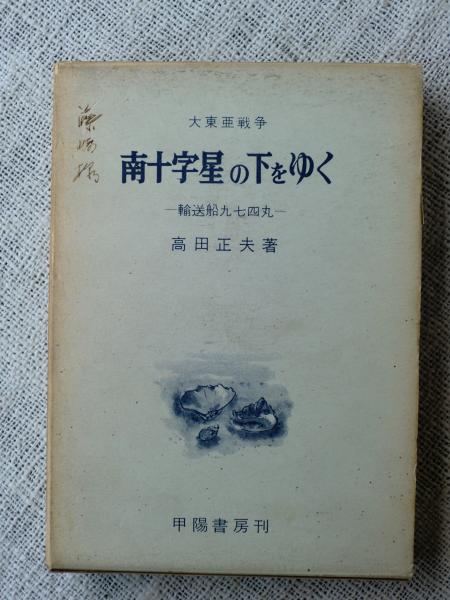 大東亜戦争
南十字星の下をゆく
―輸送船九七四丸―
高田正夫著
甲陽書房刊